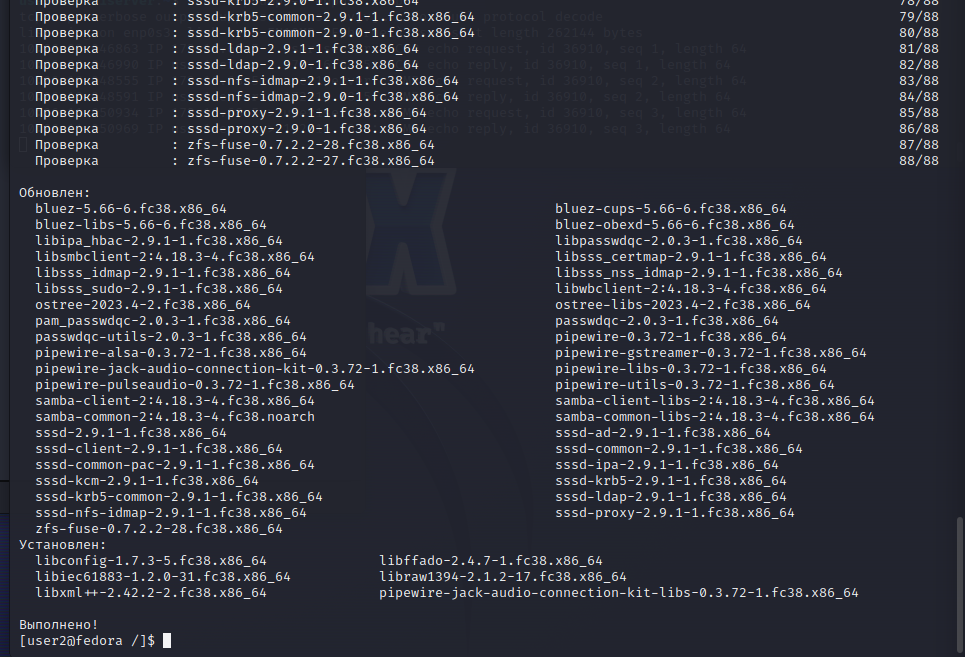 Проверка : sssd-krb5-2.9.0-1.fc38.x86_64 78/88
Проверка : sssd-krb5-common-2.9.1-1.fc38.x86_64 79/88
Проверка : sssd-krb5-common-2.9.0-1.fc38.x86_64 80/88
Проверка : sssd-ldap-2.9.1-1.fc38.x86_64 81/88
Проверка : sssd-ldap-2.9.0-1.fc38.x86_64 82/88
Проверка : sssd-nfs-idmap-2.9.1-1.fc38.x86_64 83/88
Проверка : sssd-nfs-idmap-2.9.0-1.fc38.x86_64 84/88
Проверка : sssd-proxy-2.9.1-1.fc38.x86_64 85/88
Проверка : sssd-proxy-2.9.0-1.fc38.x86_64 86/88
Проверка : zfs-fuse-0.7.2.2-28.fc38.x86_64 87/88
Проверка : zfs-fuse-0.7.2.2-27.fc38.x86_64 88/88
Обновлен:
bluez-5.66-6.fc38.x86_64 bluez-cups-5.66-6.fc38.x86_64
bluez-libs-5.66-6.fc38.x86_64 bluez-obexd-5.66-6.fc38.x86_64
libipa_hbac-2.9.1-1.fc38.x86_64 libpasswdqc-2.0.3-1.fc38.x86_64
libsmbclient-2:4.18.3-4.fc38.x86_64 libsss_certmap-2.9.1-1.fc38.x86_64
libsss_idmap-2.9.1-1.fc38.x86_64 libsss_nss_idmap-2.9.1-1.fc38.x86_64
libsss_sudo-2.9.1-1.fc38.x86_64 libwbclient-2:4.18.3-4.fc38.x86_64
ostree-2023.4-2.fc38.x86_64 ostree-libs-2023.4-2.fc38.x86_64
pam_passwdqc-2.0.3-1.fc38.x86_64 passwdqc-2.0.3-1.fc38.x86_64
passwdqc-utils-2.0.3-1.fc38.x86_64 pipewire-0.3.72-1.fc38.x86_64
pipewire-alsa-0.3.72-1.fc38.x86_64 pipewire-gstreamer-0.3.72-1.fc38.x86_64
pipewire-jack-audio-connection-kit-0.3.72-1.fc38.x86_64 pipewire-libs-0.3.72-1.fc38.x86_64
pipewire-pulseaudio-0.3.72-1.fc38.x86_64 pipewire-utils-0.3.72-1.fc38.x86_64
samba-client-2:4.18.3-4.fc38.x86_64 samba-client-libs-2:4.18.3-4.fc38.x86_64
samba-common-2:4.18.3-4.fc38.noarch samba-common-libs-2:4.18.3-4.fc38.x86_64
sssd-2.9.1-1.fc38.x86_64 sssd-ad-2.9.1-1.fc38.x86_64
sssd-client-2.9.1-1.fc38.x86_64 sssd-common-2.9.1-1.fc38.x86_64
sssd-common-pac-2.9.1-1.fc38.x86_64 sssd-ipa-2.9.1-1.fc38.x86_64
sssd-kcm-2.9.1-1.fc38.x86_64 sssd-krb5-2.9.1-1.fc38.x86_64
sssd-krb5-common-2.9.1-1.fc38.x86_64 sssd-ldap-2.9.1-1.fc38.x86_64
sssd-nfs-idmap-2.9.1-1.fc38.x86_64 sssd-proxy-2.9.1-1.fc38.x86_64
zfs-fuse-0.7.2.2-28.fc38.x86_64
Установлен:
libconfig-1.7.3-5.fc38.x86_64 libffado-2.4.7-1.fc38.x86_64
libiec61883-1.2.0-31.fc38.x86_64 libraw1394-2.1.2-17.fc38.x86_64
libxml++-2.42.2-2.fc38.x86_64 pipewire-jack-audio-connection-kit-libs-0.3.72-1.fc38.x86_64
Выполнено!
[user2@fedora /]$